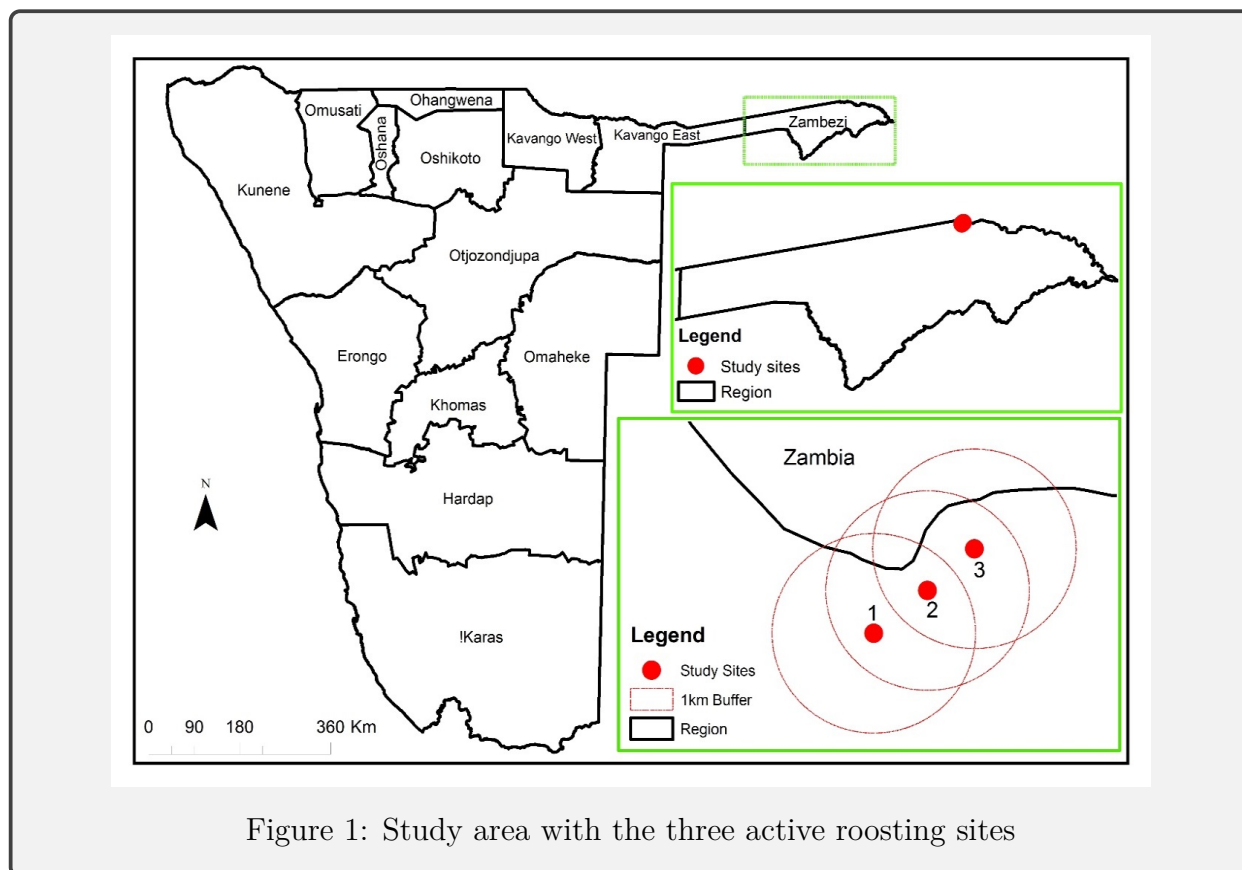 Omusati
Ohangwena
Oshana
Oshikoto
Kavango West
Kavango East
Zambezi
Kunene
Otjozondjupa
Erongo
Omaheke
Khomas
Hardap
!Karas
N
0 90 180 360 Km
Legend
Study sites
Region
Zambia
1
2
3
Legend
Study Sites
1km Buffer
Region
Figure 1: Study area with the three active roosting sites